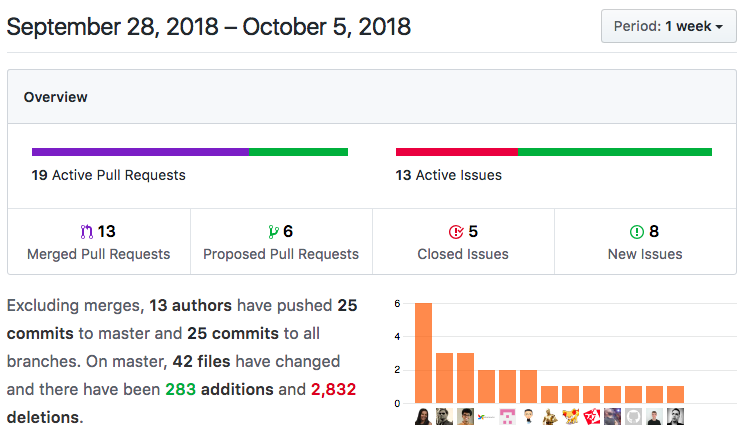 September 28, 2018 – October 5, 2018
Period: 1 week
Overview
19 Active Pull Requests
13 Active Issues
13
Merged Pull Requests
6
Proposed Pull Requests
5
Closed Issues
8
New Issues
Excluding merges, 13 authors have pushed 25
commits to master and 25 commits to all
branches. On master, 42 files have changed
and there have been 283 additions and 2,832
deletions.
6
4
2
0